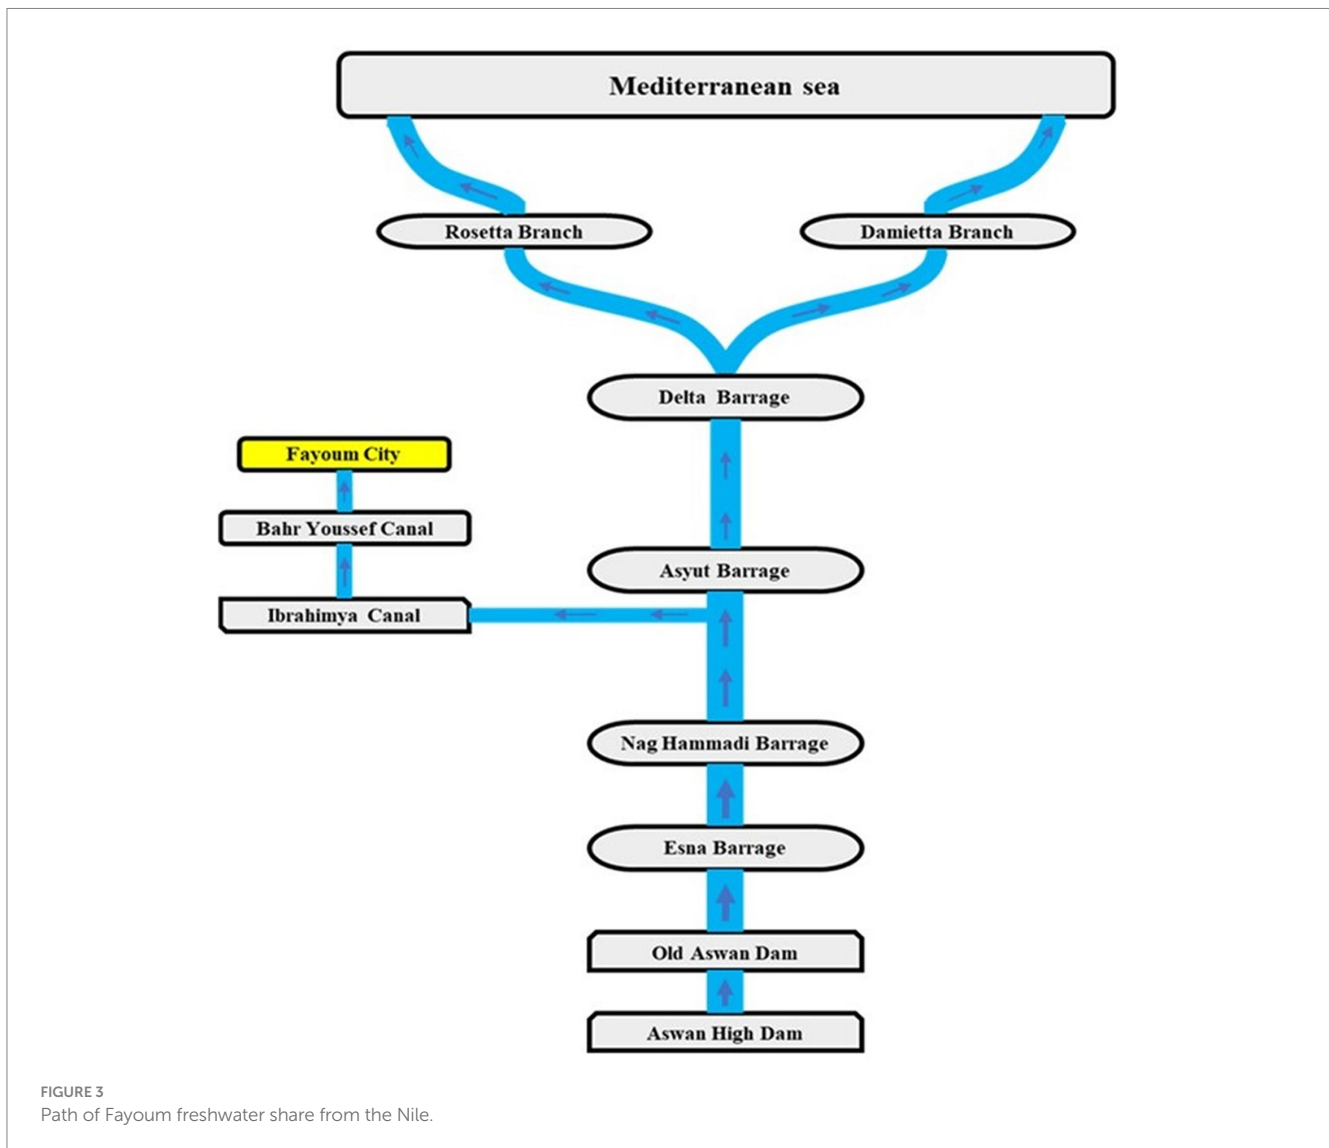 Mediterranean sea
Rosetta Branch
Damietta Branch
Delta Barrage
Fayoum City
Bahr Youssef Canal
Asyut Barrage
Ibrahimya Canal
Nag Hammadi Barrage
Esna Barrage
Old Aswan Dam
Aswan High Dam
FIGURE 3
Path of Fayoum freshwater share from the Nile.